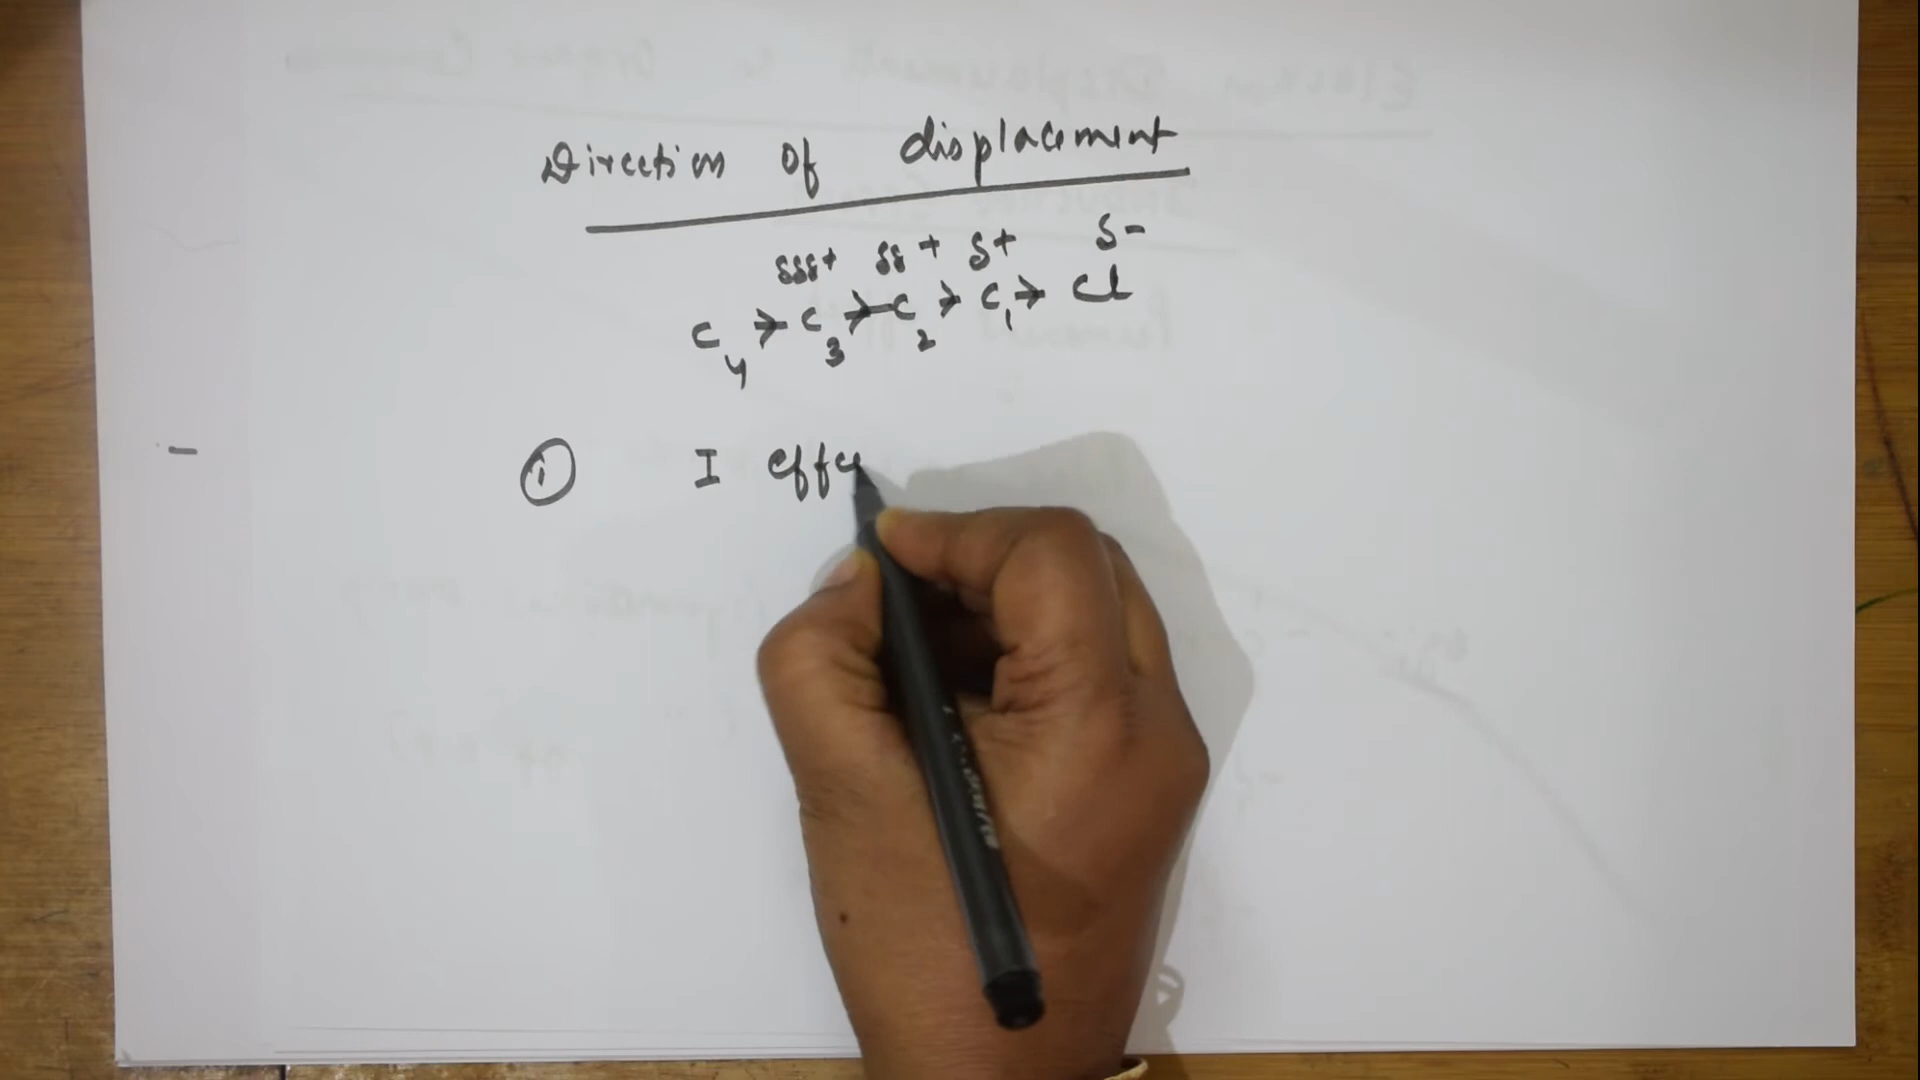 Direction of displacement
δδδ+ δδ+ δ+ δ-
C4 > C3 > C2 > C1 > Cl
① I effe